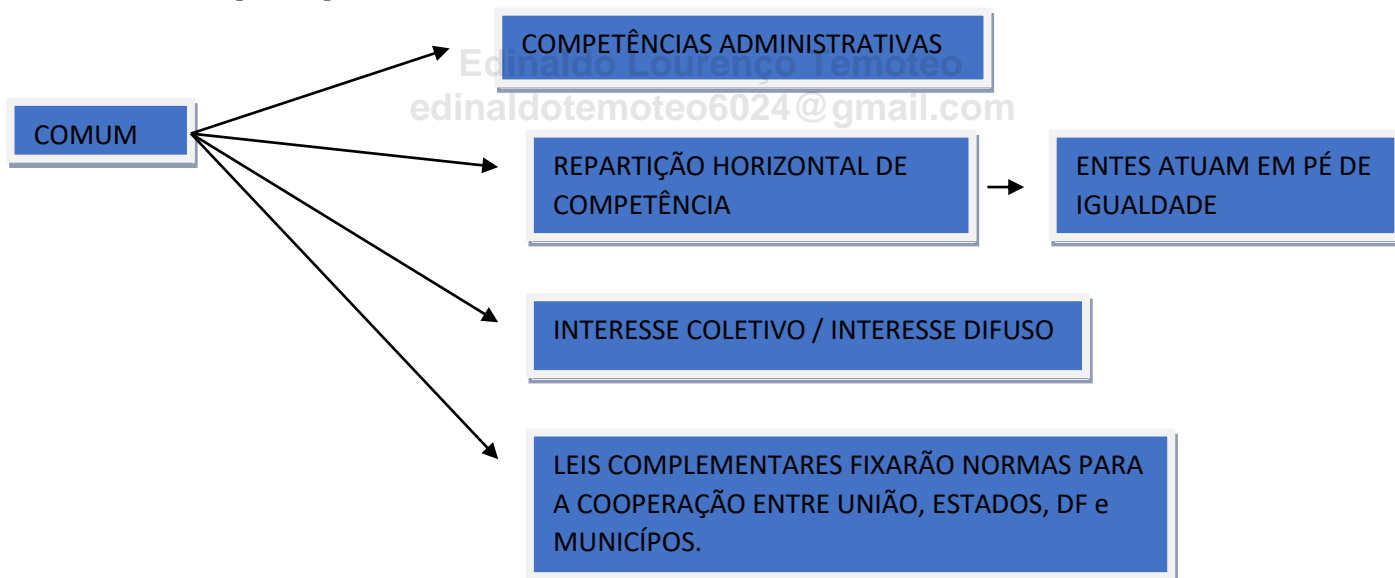 COMPETÊNCIAS ADMINISTRATIVAS
Edinaldo Lourenço Temoteo
edinaldotemoteo6024@gmail.com
COMUM
REPARTIÇÃO HORIZONTAL DE
COMPETÊNCIA
ENTES ATUAM EM PÉ DE
IGUALDADE
INTERESSE COLETIVO / INTERESSE DIFUSO
LEIS COMPLEMENTARES FIXARÃO NORMAS PARA
A COOPERAÇÃO ENTRE UNIÃO, ESTADOS, DF e
MUNICÍPOS.